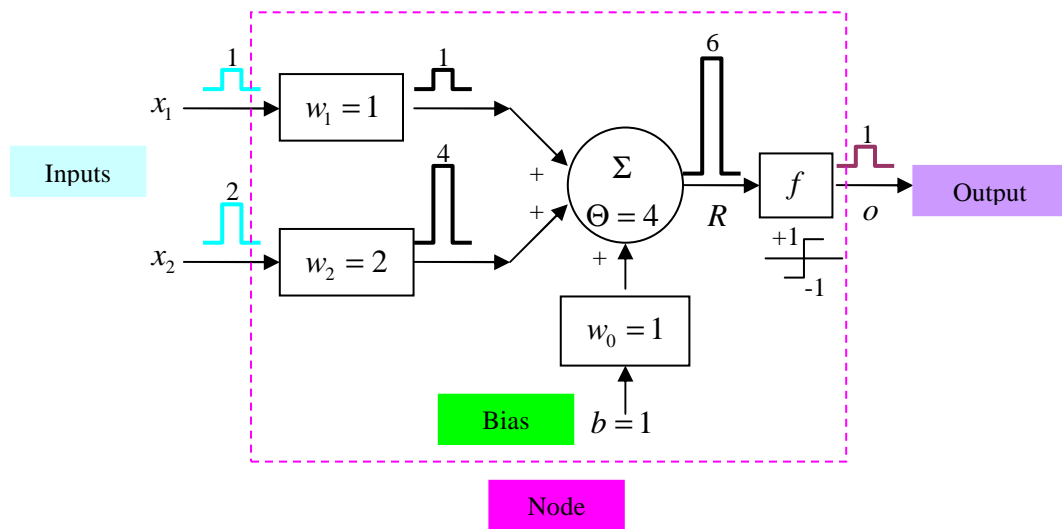 1
x₁
w₁ = 1
1
Inputs
2
x₂
w₂ = 2
4
+
+
+
Σ
Θ = 4
6
R
f
+1
-1
1
o
Output
w₀ = 1
Bias
b = 1
Node